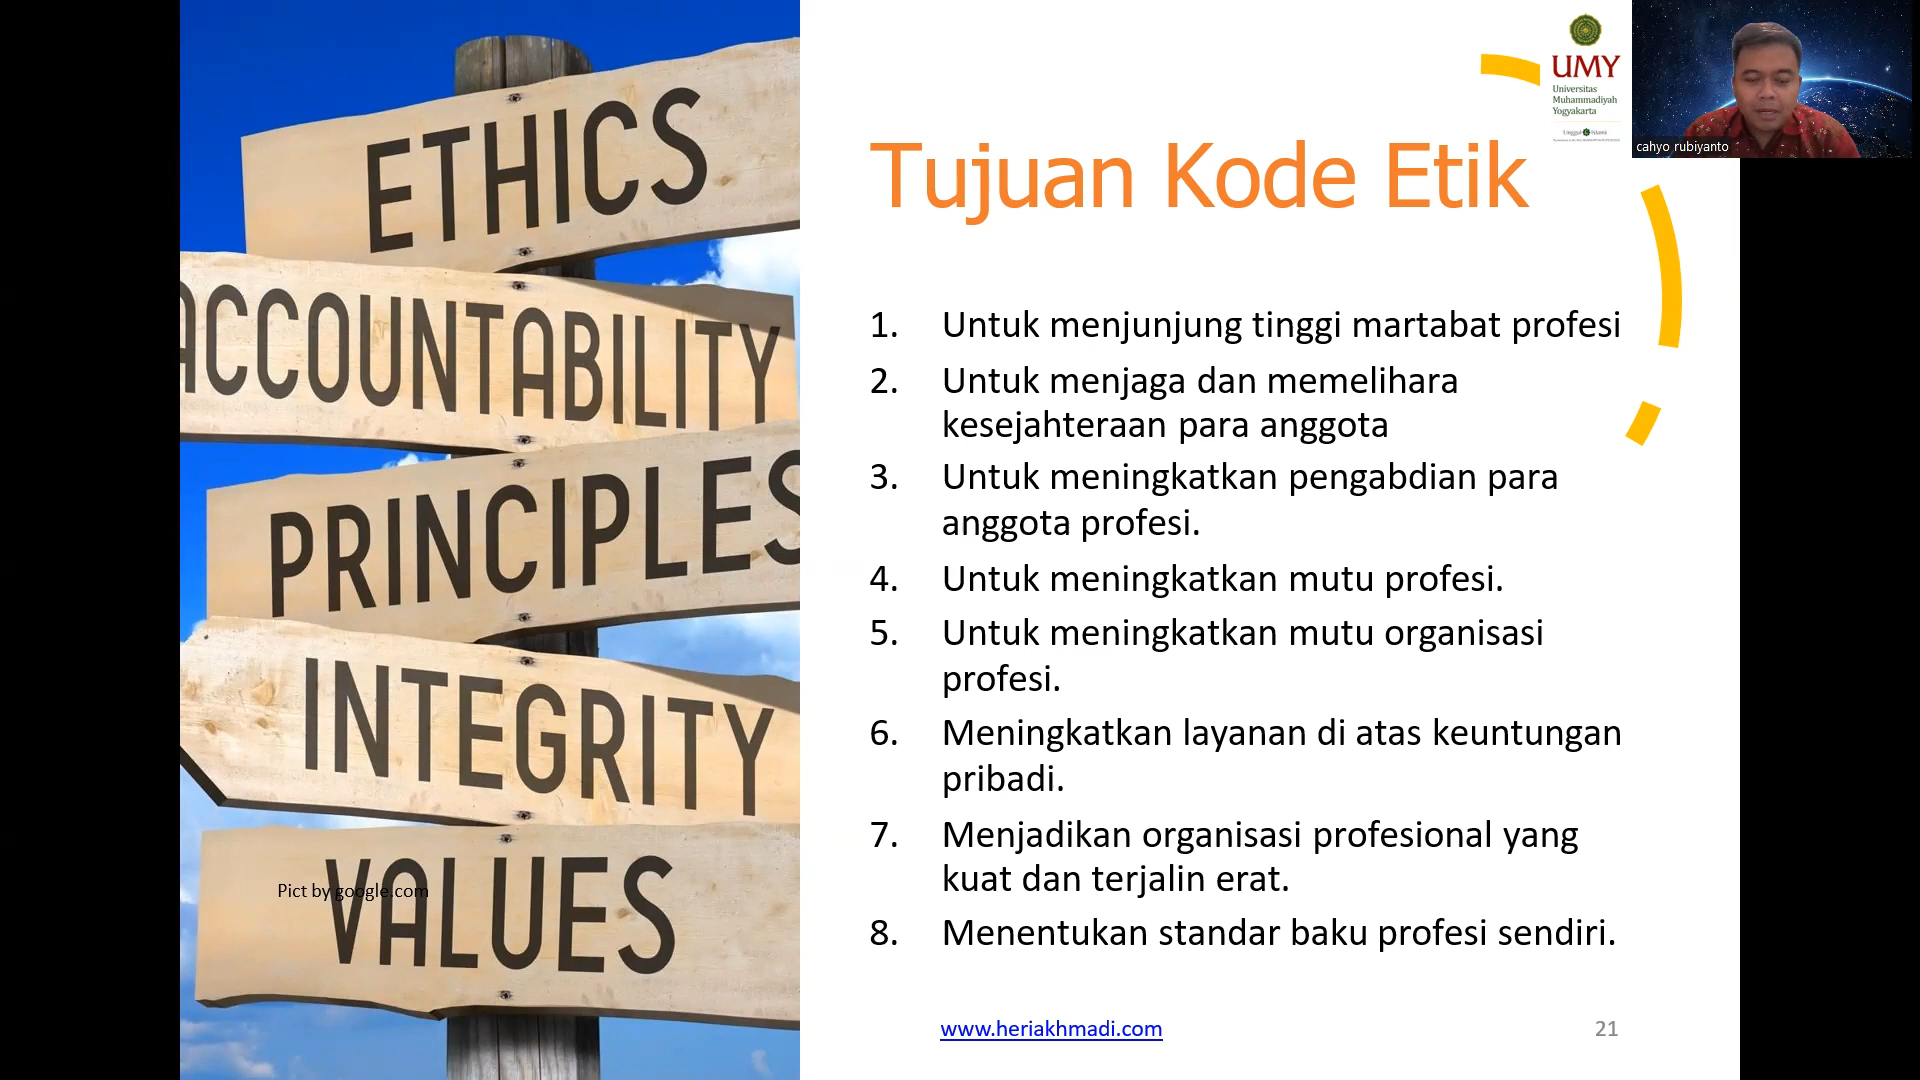 ETHICS
ACCOUNTABILITY
PRINCIPLES
INTEGRITY
VALUES
Pict by google.com
UMY
Universitas
Muhammadiyah
Yogyakarta
Unggul & Islami
cahyo rubiyanto
Tujuan Kode Etik
1. Untuk menjunjung tinggi martabat profesi
2. Untuk menjaga dan memelihara
kesejahteraan para anggota
3. Untuk meningkatkan pengabdian para
anggota profesi.
4. Untuk meningkatkan mutu profesi.
5. Untuk meningkatkan mutu organisasi
profesi.
6. Meningkatkan layanan di atas keuntungan
pribadi.
7. Menjadikan organisasi profesional yang
kuat dan terjalin erat.
8. Menentukan standar baku profesi sendiri.
www.heriakhmadi.com
21